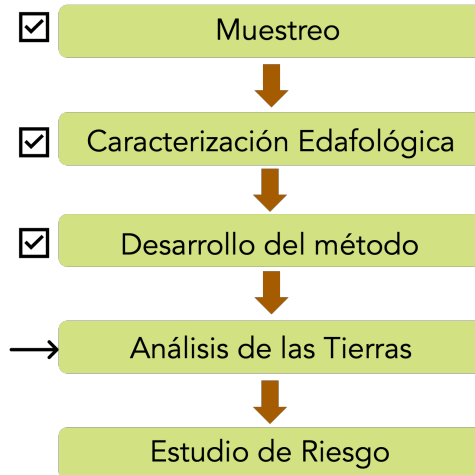 Muestreo
Caracterización Edafológica
Desarrollo del método
Análisis de las Tierras
Estudio de Riesgo